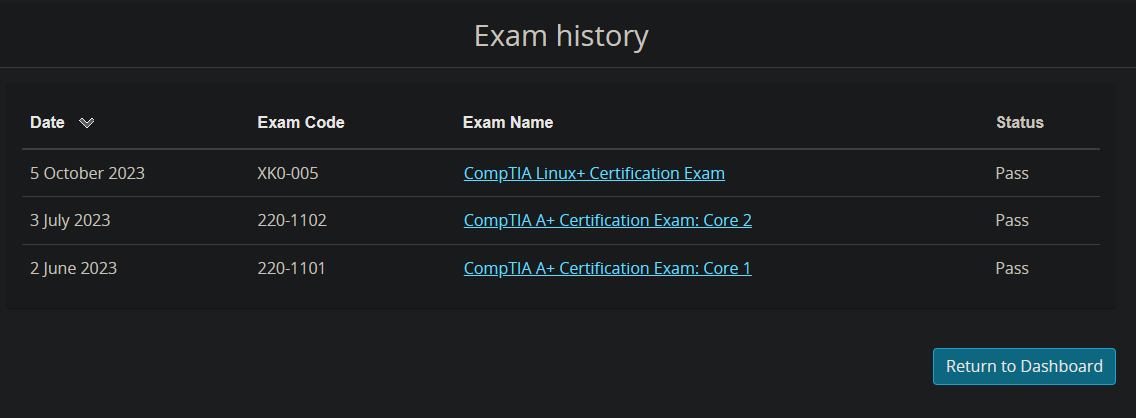 Exam history
Date Exam Code Exam Name Status
5 October 2023 XK0-005 CompTIA Linux+ Certification Exam Pass
3 July 2023 220-1102 CompTIA A+ Certification Exam: Core 2 Pass
2 June 2023 220-1101 CompTIA A+ Certification Exam: Core 1 Pass
Return to Dashboard